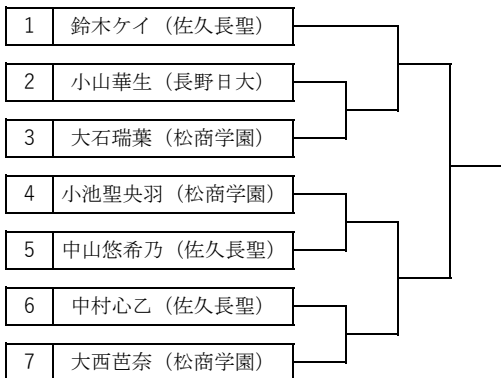 1 鈴木ケイ（佐久長聖）
2 小山華生（長野日大）
3 大石瑞葉（松商学園）
4 小池聖央羽（松商学園）
5 中山悠希乃（佐久長聖）
6 中村心乙（佐久長聖）
7 大西芭奈（松商学園）